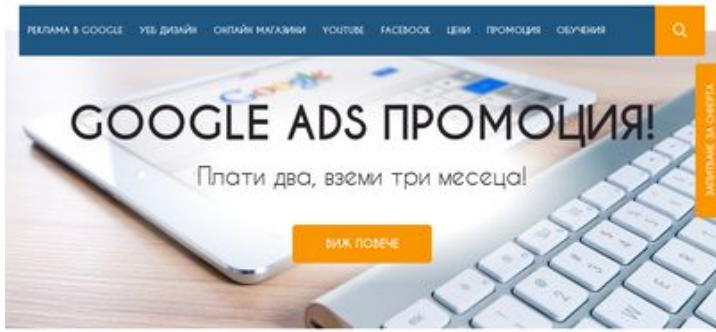 РЕКЛАМА В GOOGLE УЕБ ДИЗАЙН ОНЛАЙН МАГАЗИНИ YOUTUBE FACEBOOK ЦЕНИ ПРОМОЦИЯ ОБУЧЕНИЯ
Google
GOOGLE ADS ПРОМОЦИЯ!
Плати два, вземи три месеца!
ВИЖ ПОВЕЧЕ
ЗАПИТВАНЕ ЗА ОФЕРТА